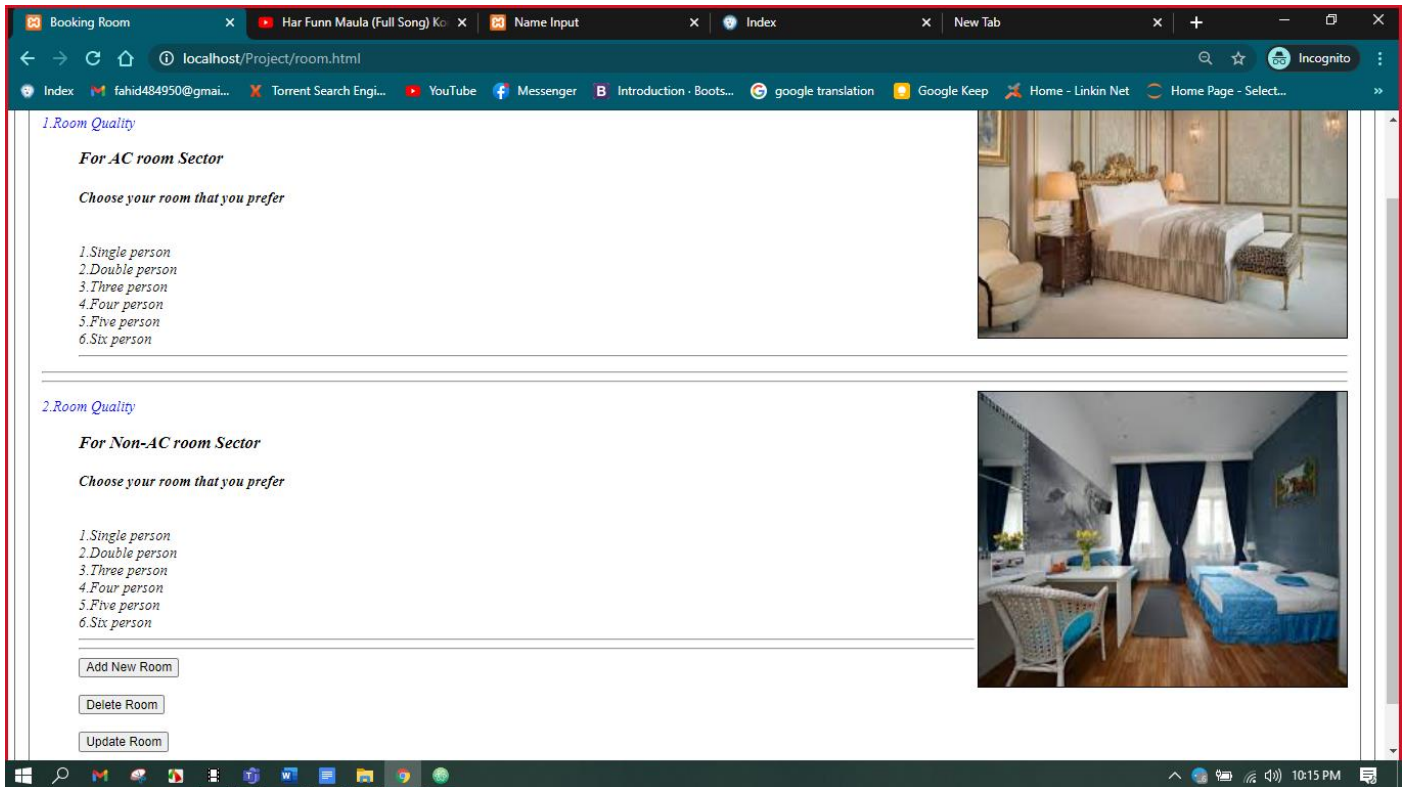 Booking Room
Har Funn Maula (Full Song) Ko
Name Input
Index
New Tab
localhost/Project/room.html
Incognito
Index
fahid484950@gmai...
Torrent Search Engi...
YouTube
Messenger
B Introduction · Boots...
google translation
Google Keep
Home - Linkin Net
Home Page - Select...
»
1.Room Quality
For AC room Sector
Choose your room that you prefer
1.Single person
2.Double person
3.Three person
4.Four person
5.Five person
6.Six person
2.Room Quality
For Non-AC room Sector
Choose your room that you prefer
1.Single person
2.Double person
3.Three person
4.Four person
5.Five person
6.Six person
Add New Room
Delete Room
Update Room
10:15 PM